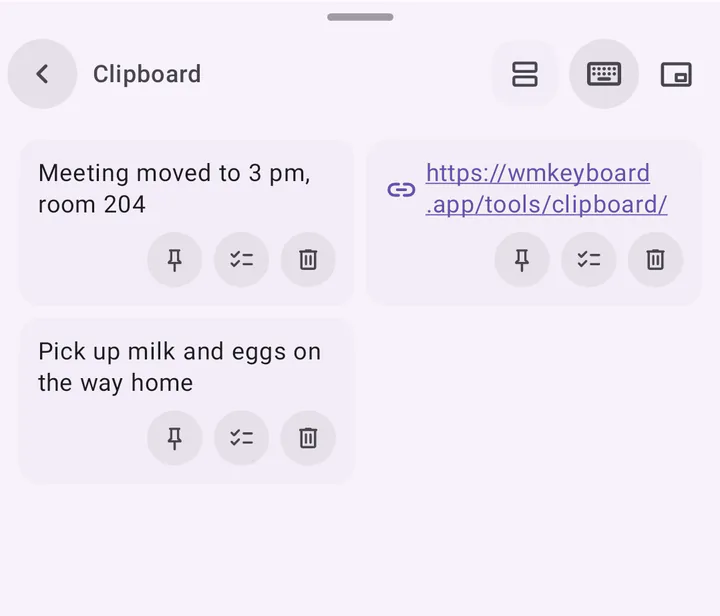 Clipboard
Meeting moved to 3 pm,
room 204
https://wmkeyboard
.app/tools/clipboard/
Pick up milk and eggs on
the way home